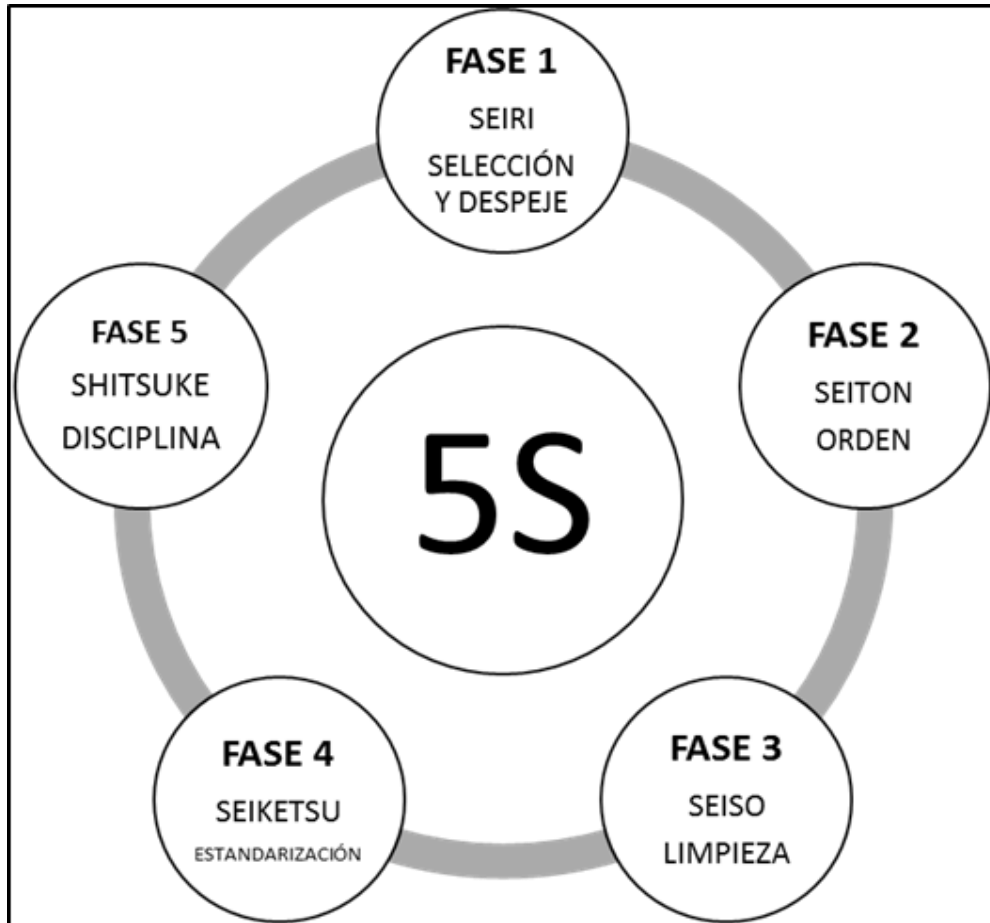 FASE 1
SEIRI
SELECCIÓN
Y DESPEJE
FASE 2
SEITON
ORDEN
FASE 3
SEISO
LIMPIEZA
FASE 4
SEIKETSU
ESTANDARIZACIÓN
FASE 5
SHITSUKE
DISCIPLINA
5S